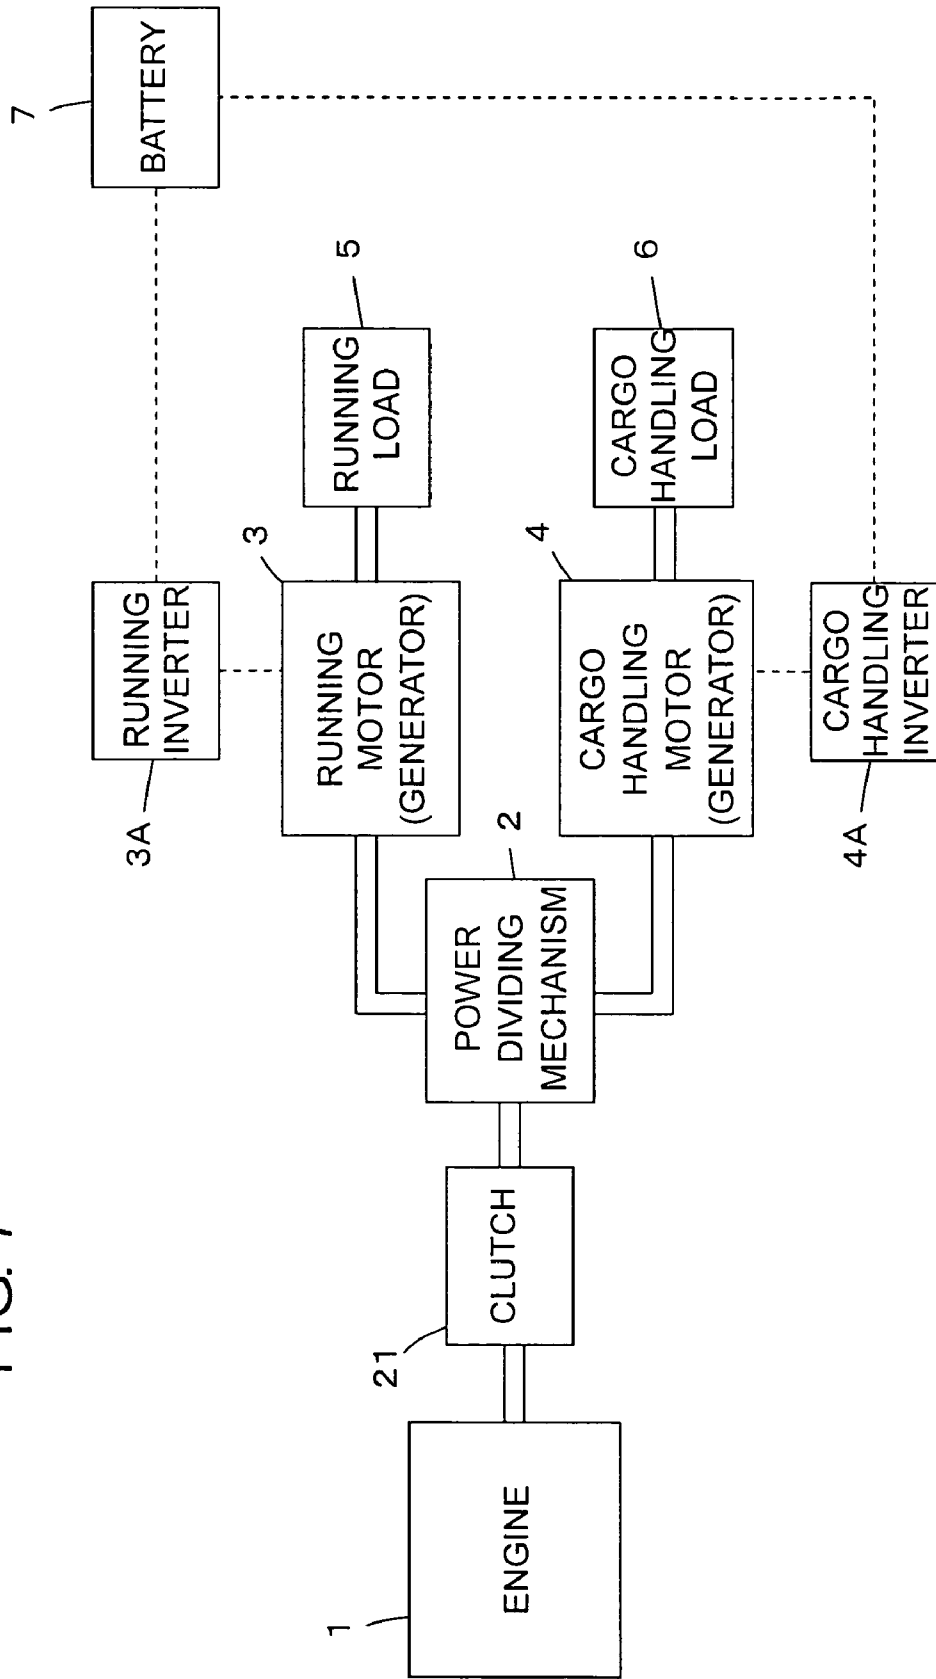 FIG.
7
BATTERY
RUNNING
INVERTER
3A
5
RUNNING
LOAD
3
RUNNING
MOTOR
(GENERATOR)
1
ENGINE
21
CLUTCH
2
POWER
DIVIDING
MECHANISM
4
CARGO
HANDLING
MOTOR
(GENERATOR)
6
CARGO
HANDLING
LOAD
CARGO
HANDLING
INVERTER
4A